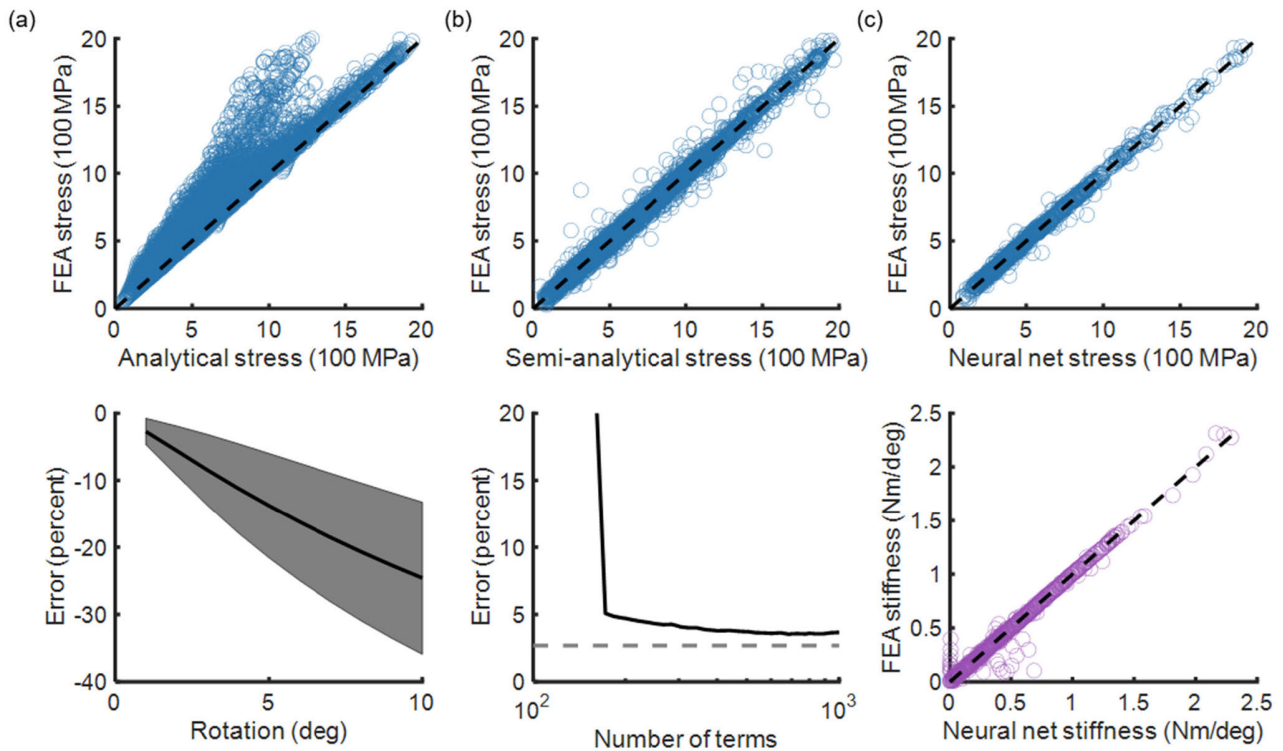 (a)
(b)
(c)
FEA stress (100 MPa)
20
15
10
5
0
0 5 10 15 20
Analytical stress (100 MPa)
FEA stress (100 MPa)
20
15
10
5
0
0 5 10 15 20
Semi-analytical stress (100 MPa)
FEA stress (100 MPa)
20
15
10
5
0
0 5 10 15 20
Neural net stress (100 MPa)
Error (percent)
0
-10
-20
-30
-40
0 5 10
Rotation (deg)
Error (percent)
20
15
10
5
0
10² 10³
Number of terms
FEA stiffness (Nm/deg)
2.5
2
1.5
1
0.5
0
0 0.5 1 1.5 2 2.5
Neural net stiffness (Nm/deg)